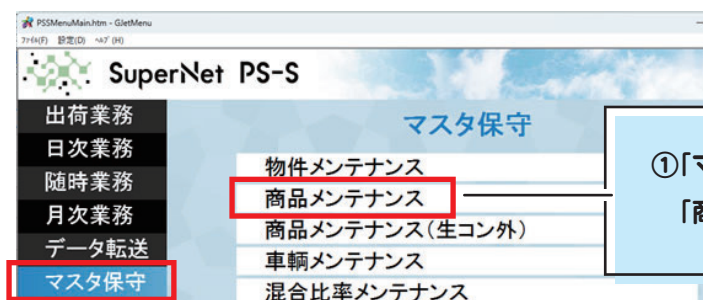 PSSMenuMain.htm - GJetMenu
ファイル(F) 設定(D) ヘルプ(H)
SuperNet PS-S
出荷業務
日次業務
随時業務
月次業務
データ転送
マスタ保守
マスタ保守
物件メンテナンス
商品メンテナンス
商品メンテナンス(生コン外)
車輌メンテナンス
混合比率メンテナンス
①「マ
「商